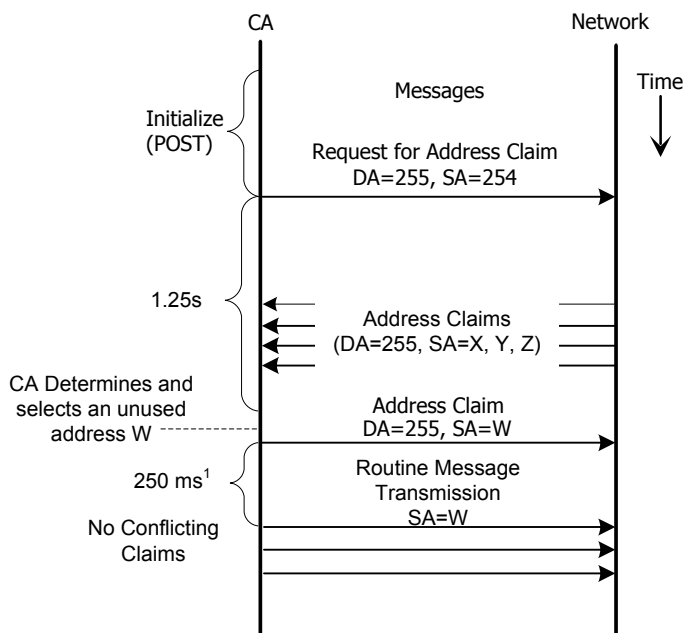 CA
Network
Time
Messages
Initialize
(POST)
Request for Address Claim
DA=255, SA=254
1.25s
Address Claims
(DA=255, SA=X, Y, Z)
CA Determines and
selects an unused
address W
Address Claim
DA=255, SA=W
250 ms¹
Routine Message
Transmission
SA=W
No Conflicting
Claims